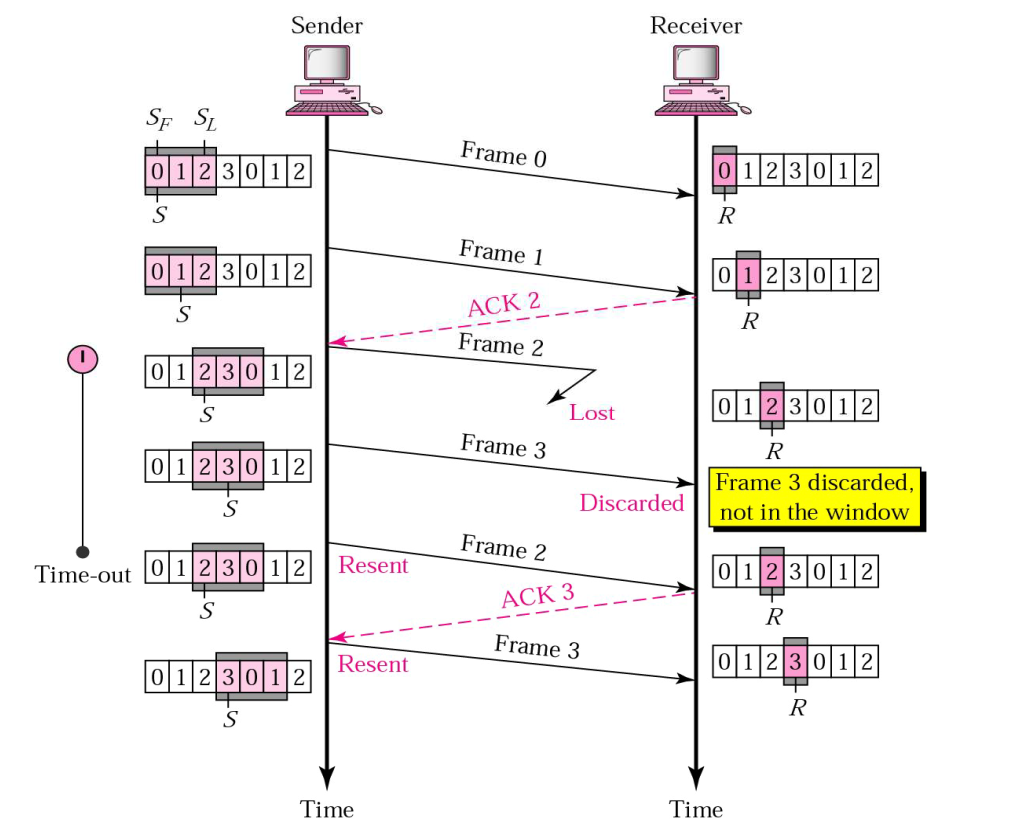 Sender
Receiver
S_F S_L
0 1 2 3 0 1 2
S
Frame 0
0 1 2 3 0 1 2
R
0 1 2 3 0 1 2
S
Frame 1
0 1 2 3 0 1 2
R
ACK 2
0 1 2 3 0 1 2
S
Frame 2
Lost
0 1 2 3 0 1 2
R
0 1 2 3 0 1 2
S
Frame 3
Discarded
Frame 3 discarded,
not in the window
Time-out
0 1 2 3 0 1 2
S
Resent
Frame 2
0 1 2 3 0 1 2
R
ACK 3
0 1 2 3 0 1 2
S
Resent
Frame 3
0 1 2 3 0 1 2
R
Time
Time